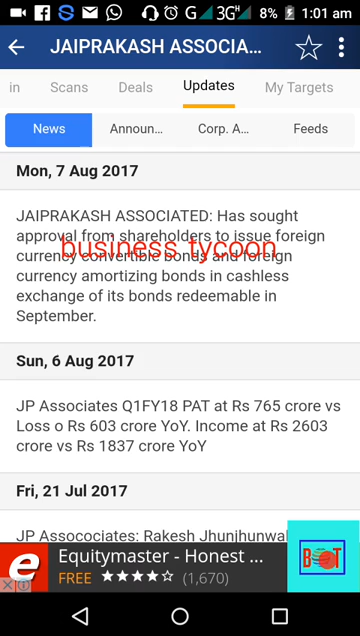 G 3G H 8% 1:01 am
JAIPRAKASH ASSOCIA...
in Scans Deals Updates My Targets
News Announ... Corp. A... Feeds
Mon, 7 Aug 2017
JAIPRAKASH ASSOCIATED: Has sought
approval from shareholders to issue foreign
business tycoon
currency convertible bonds and foreign
currency amortizing bonds in cashless
exchange of its bonds redeemable in
September.
Sun, 6 Aug 2017
JP Associates Q1FY18 PAT at Rs 765 crore vs
Loss o Rs 603 crore YoY. Income at Rs 2603
crore vs Rs 1837 crore YoY
Fri, 21 Jul 2017
JP Assocociates: Rakesh Jhunjhunwal
e
Equitymaster - Honest ...
FREE (1,670)
BOT